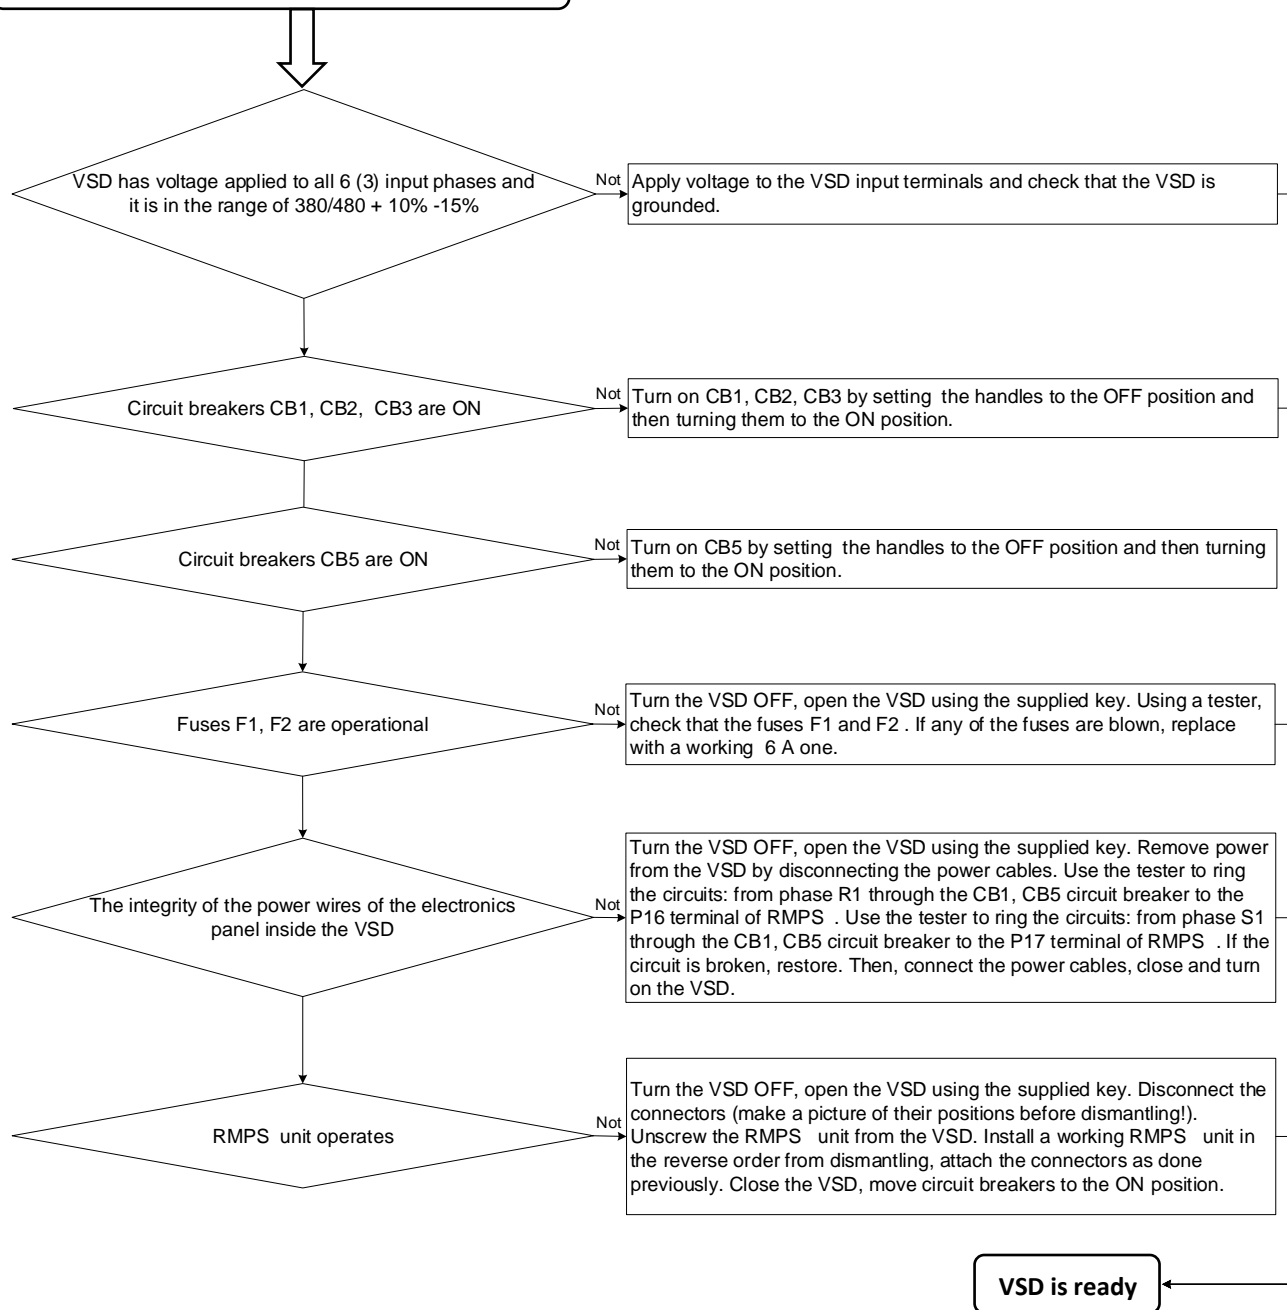 VSD has voltage applied to all 6 (3) input phases and
it is in the range of 380/480 + 10% -15%
Not
Apply voltage to the VSD input terminals and check that the VSD is
grounded.
Circuit breakers CB1, CB2, CB3 are ON
Not
Turn on CB1, CB2, CB3 by setting the handles to the OFF position and
then turning them to the ON position.
Circuit breakers CB5 are ON
Not
Turn on CB5 by setting the handles to the OFF position and then turning
them to the ON position.
Fuses F1, F2 are operational
Not
Turn the VSD OFF, open the VSD using the supplied key. Using a tester,
check that the fuses F1 and F2 . If any of the fuses are blown, replace
with a working 6 A one.
The integrity of the power wires of the electronics
panel inside the VSD
Not
Turn the VSD OFF, open the VSD using the supplied key. Remove power
from the VSD by disconnecting the power cables. Use the tester to ring
the circuits: from phase R1 through the CB1, CB5 circuit breaker to the
P16 terminal of RMPS . Use the tester to ring the circuits: from phase S1
through the CB1, CB5 circuit breaker to the P17 terminal of RMPS . If the
circuit is broken, restore. Then, connect the power cables, close and turn
on the VSD.
RMPS unit operates
Not
Turn the VSD OFF, open the VSD using the supplied key. Disconnect the
connectors (make a picture of their positions before dismantling!).
Unscrew the RMPS unit from the VSD. Install a working RMPS unit in
the reverse order from dismantling, attach the connectors as done
previously. Close the VSD, move circuit breakers to the ON position.
VSD is ready